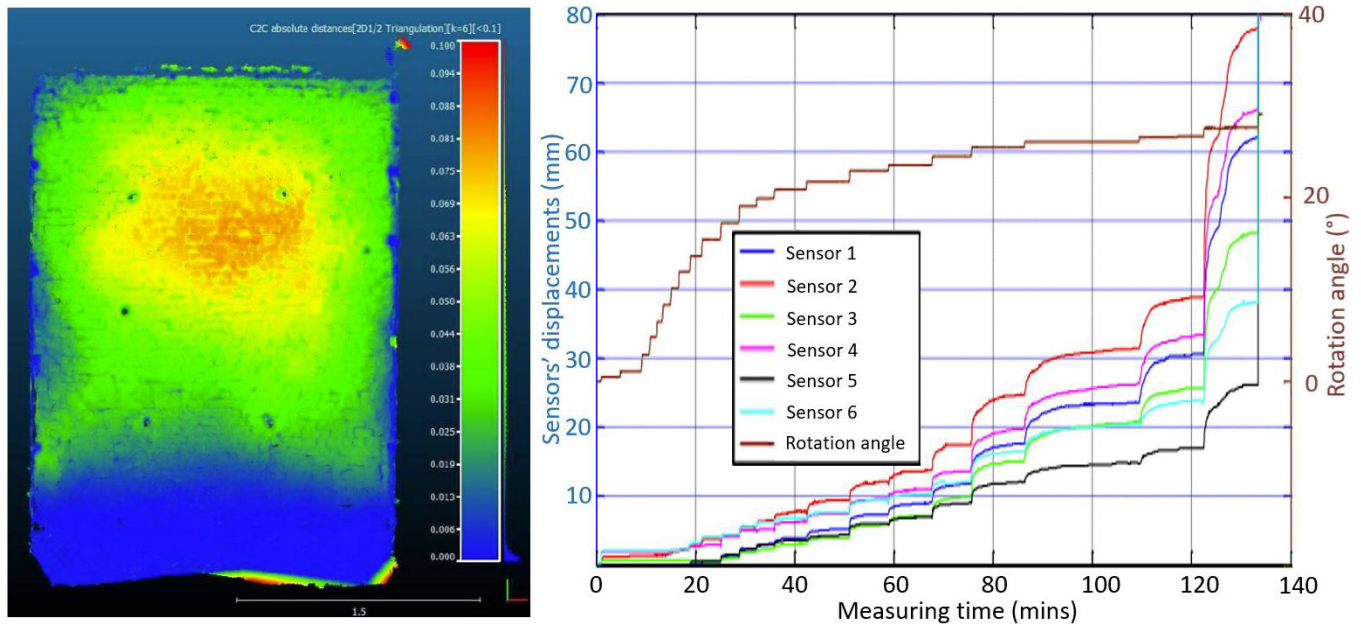 C2C absolute distances[2D1/2 Triangulation][k=6][<0.1]
0.100
0.094
0.088
0.081
0.075
0.069
0.063
0.056
0.050
0.044
0.038
0.031
0.025
0.019
0.013
0.006
0.000
1.5
80
70
60
50
40
30
20
10
Sensors' displacements (mm)
Sensor 1
Sensor 2
Sensor 3
Sensor 4
Sensor 5
Sensor 6
Rotation angle
40
20
0
Rotation angle (°)
0 20 40 60 80 100 120 140
Measuring time (mins)